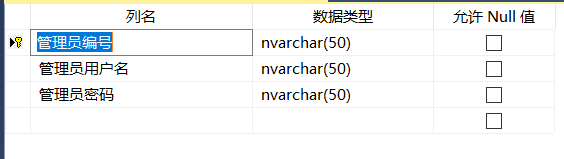 列名 数据类型 允许 Null 值
管理员编号 nvarchar(50)
管理员用户名 nvarchar(50)
管理员密码 nvarchar(50)